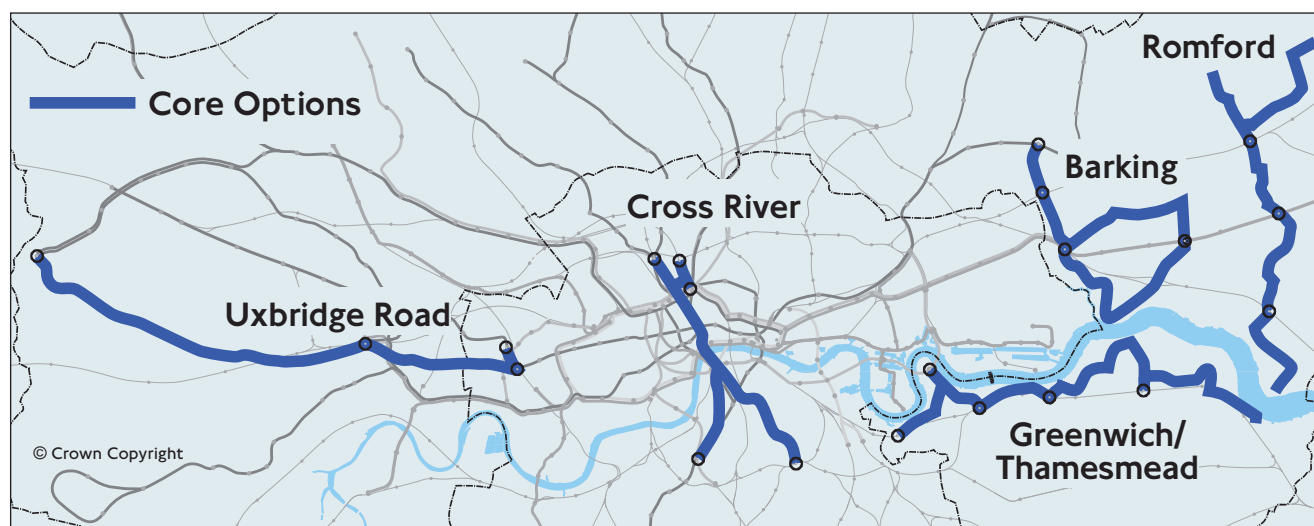 Romford
Core Options
Barking
Cross River
Uxbridge Road
Greenwich/
Thamesmead
© Crown Copyright